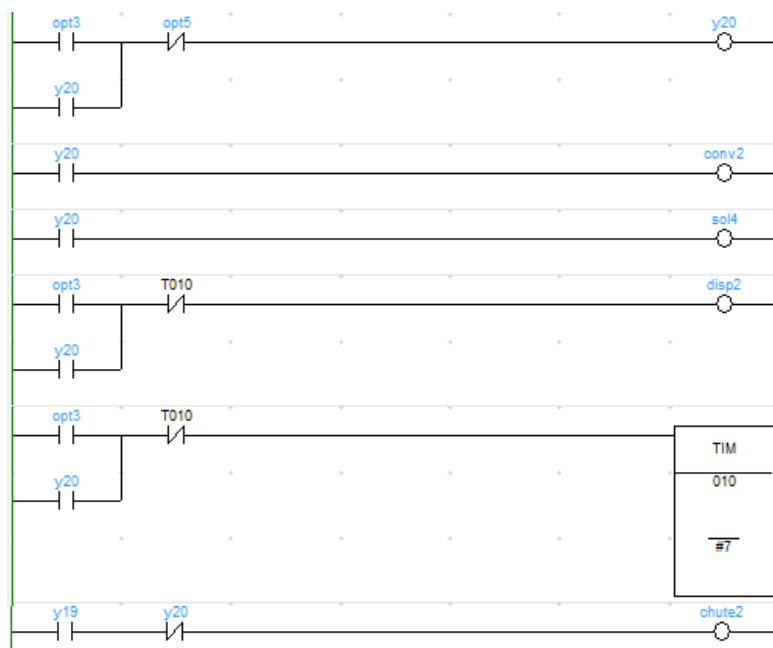 opt3 opt5 y20
y20
y20 conv2
y20 sol4
opt3 T010 disp2
y20
opt3 T010
TIM
y20 010
#7
y19 y20 chute2